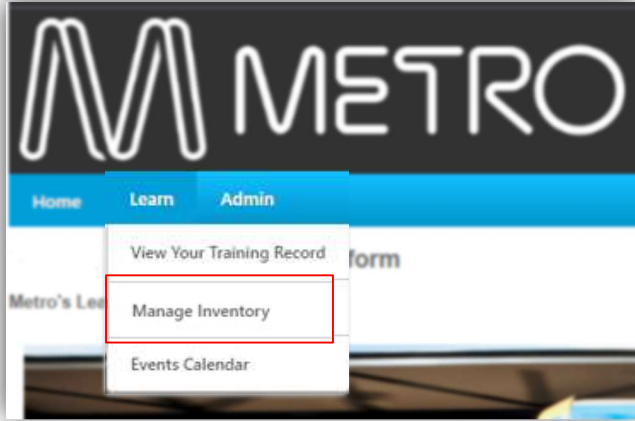 METRO
Home Learn Admin
View Your Training Record
form
Metro's Lea
Manage Inventory
Events Calendar